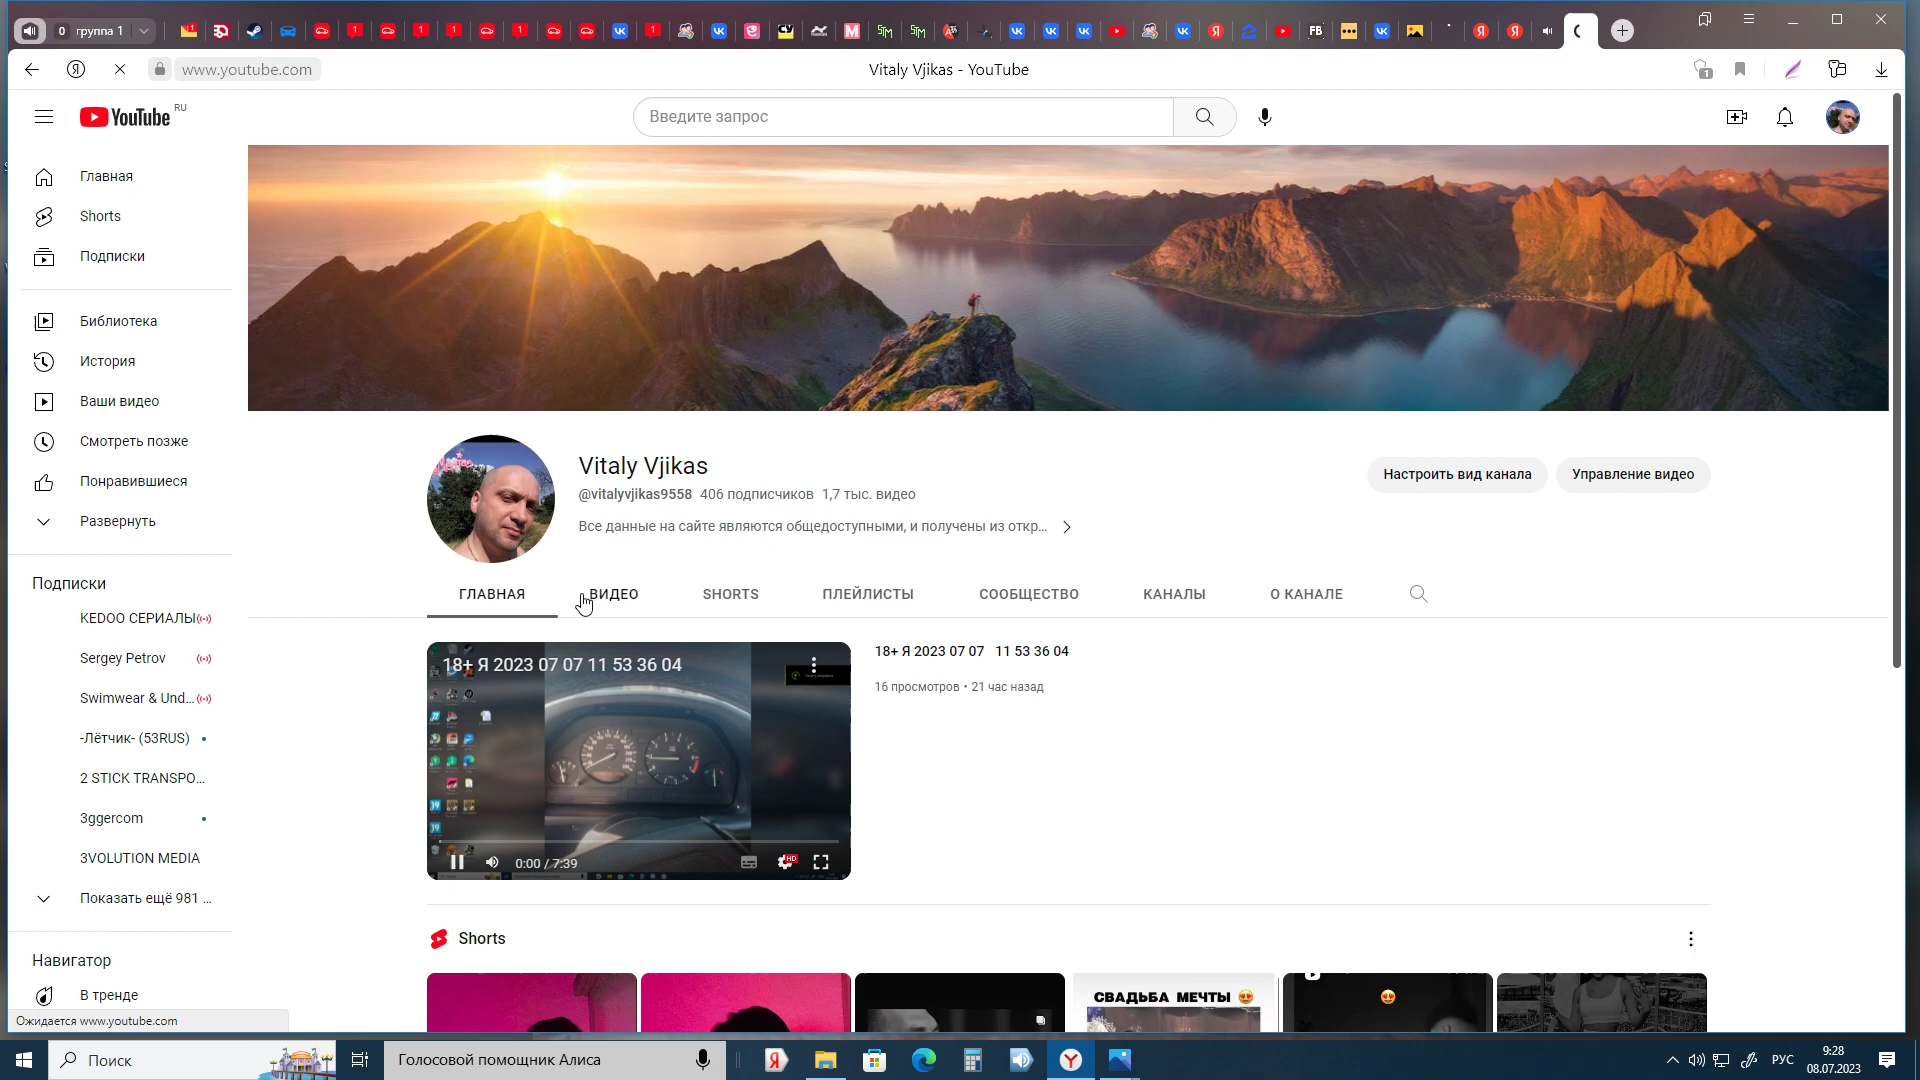 0 группа 1
www.youtube.com
Vitaly Vjikas - YouTube
YouTube RU
Введите запрос
Главная
Shorts
Подписки
Библиотека
История
Ваши видео
Смотреть позже
Понравившиеся
Развернуть
Подписки
KEDOO СЕРИАЛЫ
Sergey Petrov
Swimwear & Und...
-Лётчик- (53RUS)
2 STICK TRANSPO...
3ggercom
3VOLUTION MEDIA
Показать ещё 981 ...
Навигатор
В тренде
Ожидается www.youtube.com
Vitaly Vjikas
@vitalyvjikas9558 406 подписчиков 1,7 тыс. видео
Все данные на сайте являются общедоступными, и получены из откр...
Настроить вид канала
Управление видео
ГЛАВНАЯ
ВИДЕО
SHORTS
ПЛЕЙЛИСТЫ
СООБЩЕСТВО
КАНАЛЫ
О КАНАЛЕ
18+ Я 2023 07 07 11 53 36 04
0:00 / 7:39
HD
18+ Я 2023 07 07 11 53 36 04
16 просмотров • 21 час назад
Shorts
СВАДЬБА МЕЧТЫ
Поиск
Голосовой помощник Алиса
РУС
9:28
08.07.2023